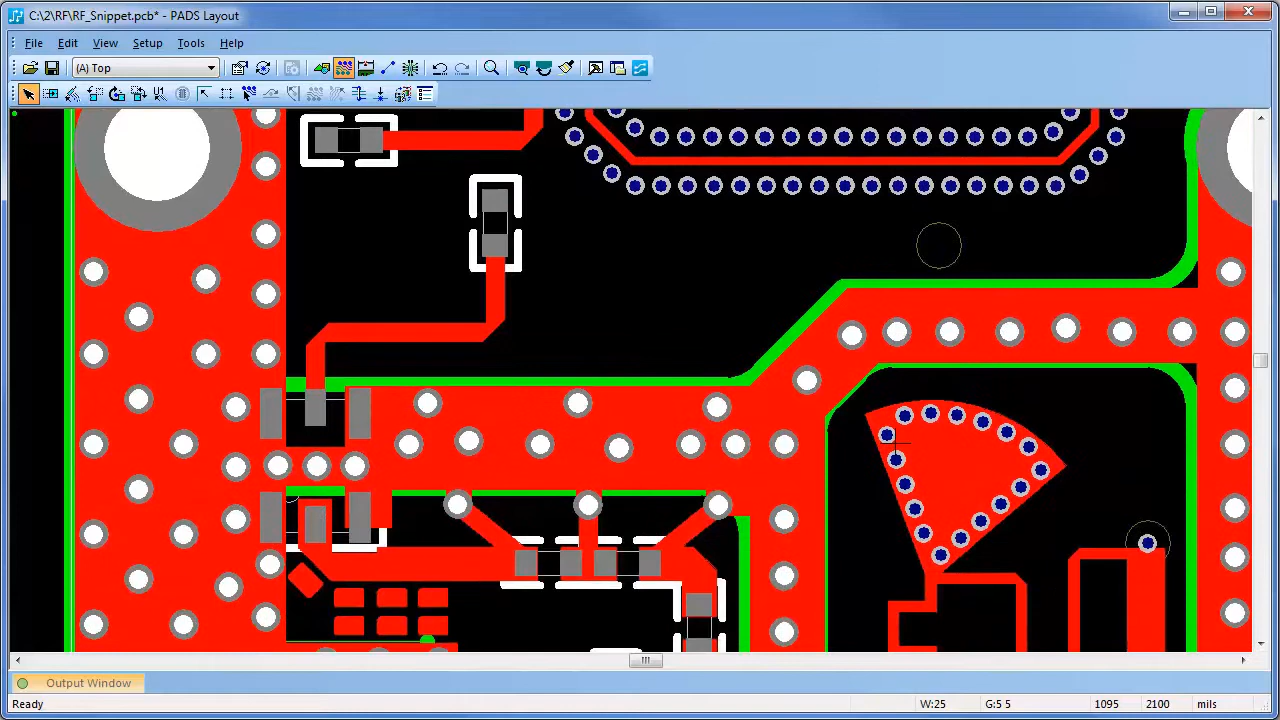 C:\2\RF\RF_Snippet.pcb* - PADS Layout
File Edit View Setup Tools Help
(A) Top
Output Window
Ready W:25 G:5 5 1095 2100 mils